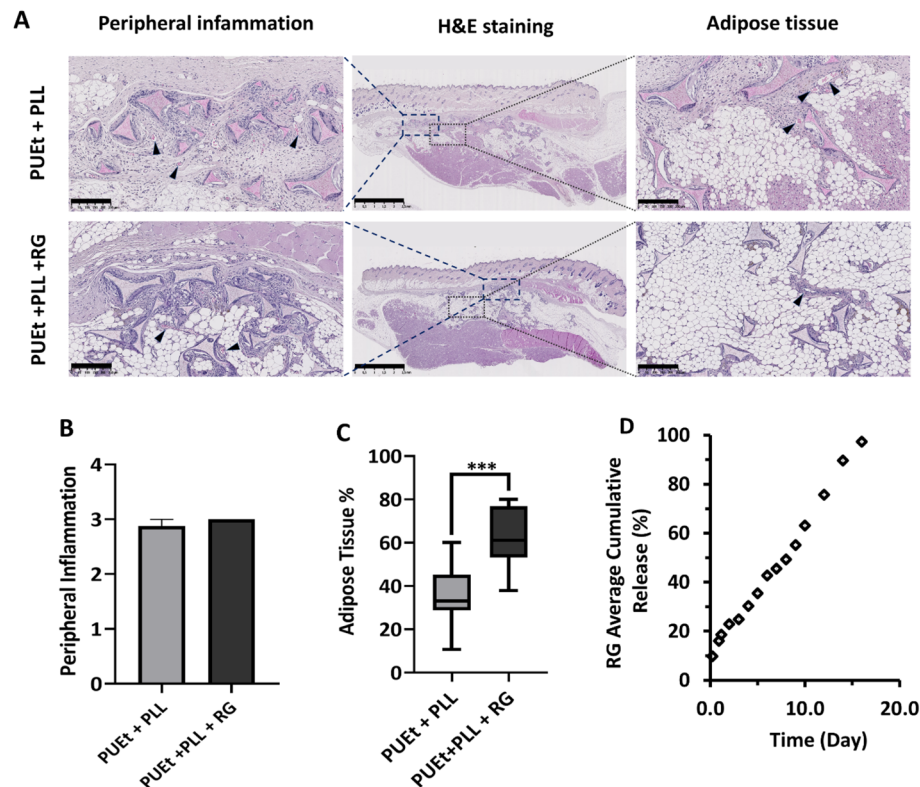 A
Peripheral infammation
H&E staining
Adipose tissue
PUEt + PLL
PUEt +PLL +RG
B
Peripheral Inflammation
4
3
2
1
0
PUEt + PLL
PUEt +PLL + RG
C
Adipose Tissue %
100
80
60
40
20
0
***
PUEt + PLL
PUEt+PLL + RG
D
RG Average Cumulative
Release (%)
100
80
60
40
20
0
0.0
10.0
20.0
Time (Day)